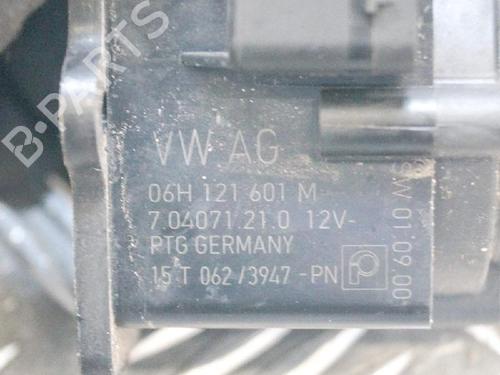 B-PARTS
VW AG
06H 121 601 M
7.04071.21.0 12V-
PTG GERMANY
15 T 062/3947 -PN
SW 01.09.00